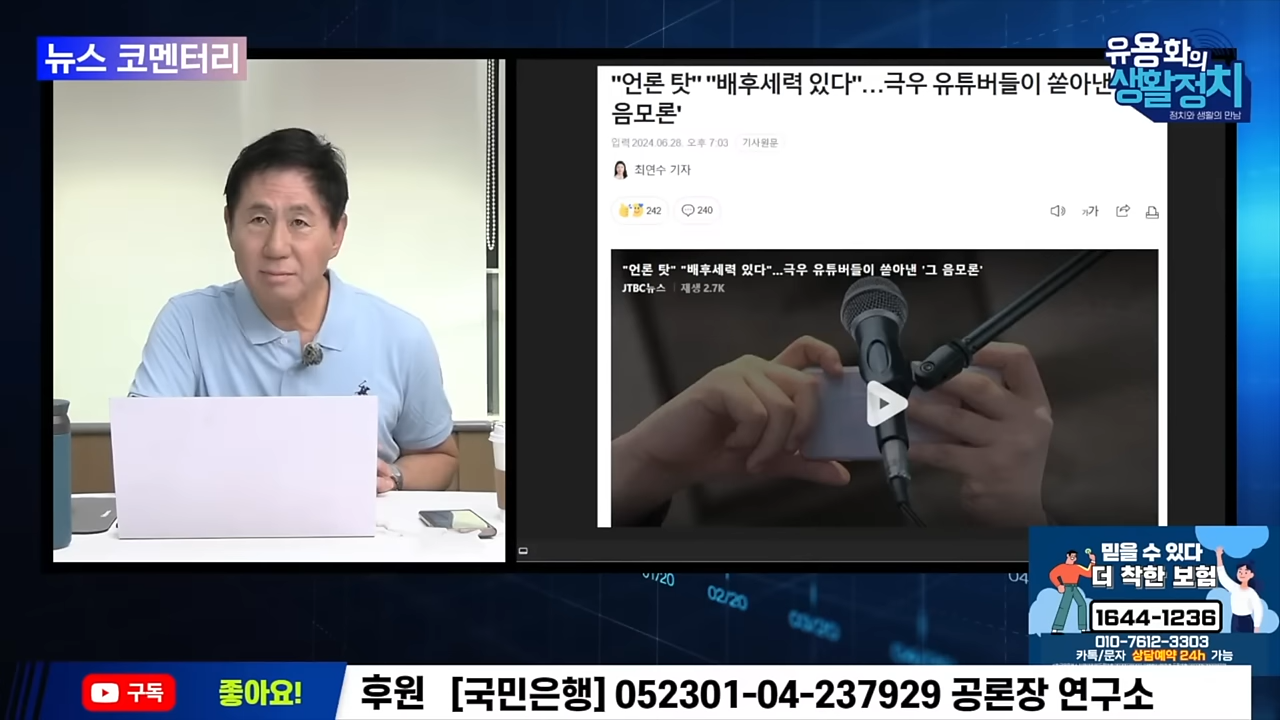 뉴스 코멘터리
유용화의
생활정치
정치와 생활의 만남
"언론 탓" "배후세력 있다"…극우 유튜버들이 쏟아낸
음모론'
입력 2024.06.28. 오후 7:03 기사원문
최연수 기자
242 240
가가
"언론 탓" "배후세력 있다"…극우 유튜버들이 쏟아낸 '그 음모론'
JTBC뉴스 재생 2.7K
01/20
02/20
03/20
04
믿을 수 있다
더 착한 보험
1644-1236
010-7612-3303
카톡/문자 상담예약 24h 가능
구독 좋아요! 후원 [국민은행] 052301-04-237929 공론장 연구소